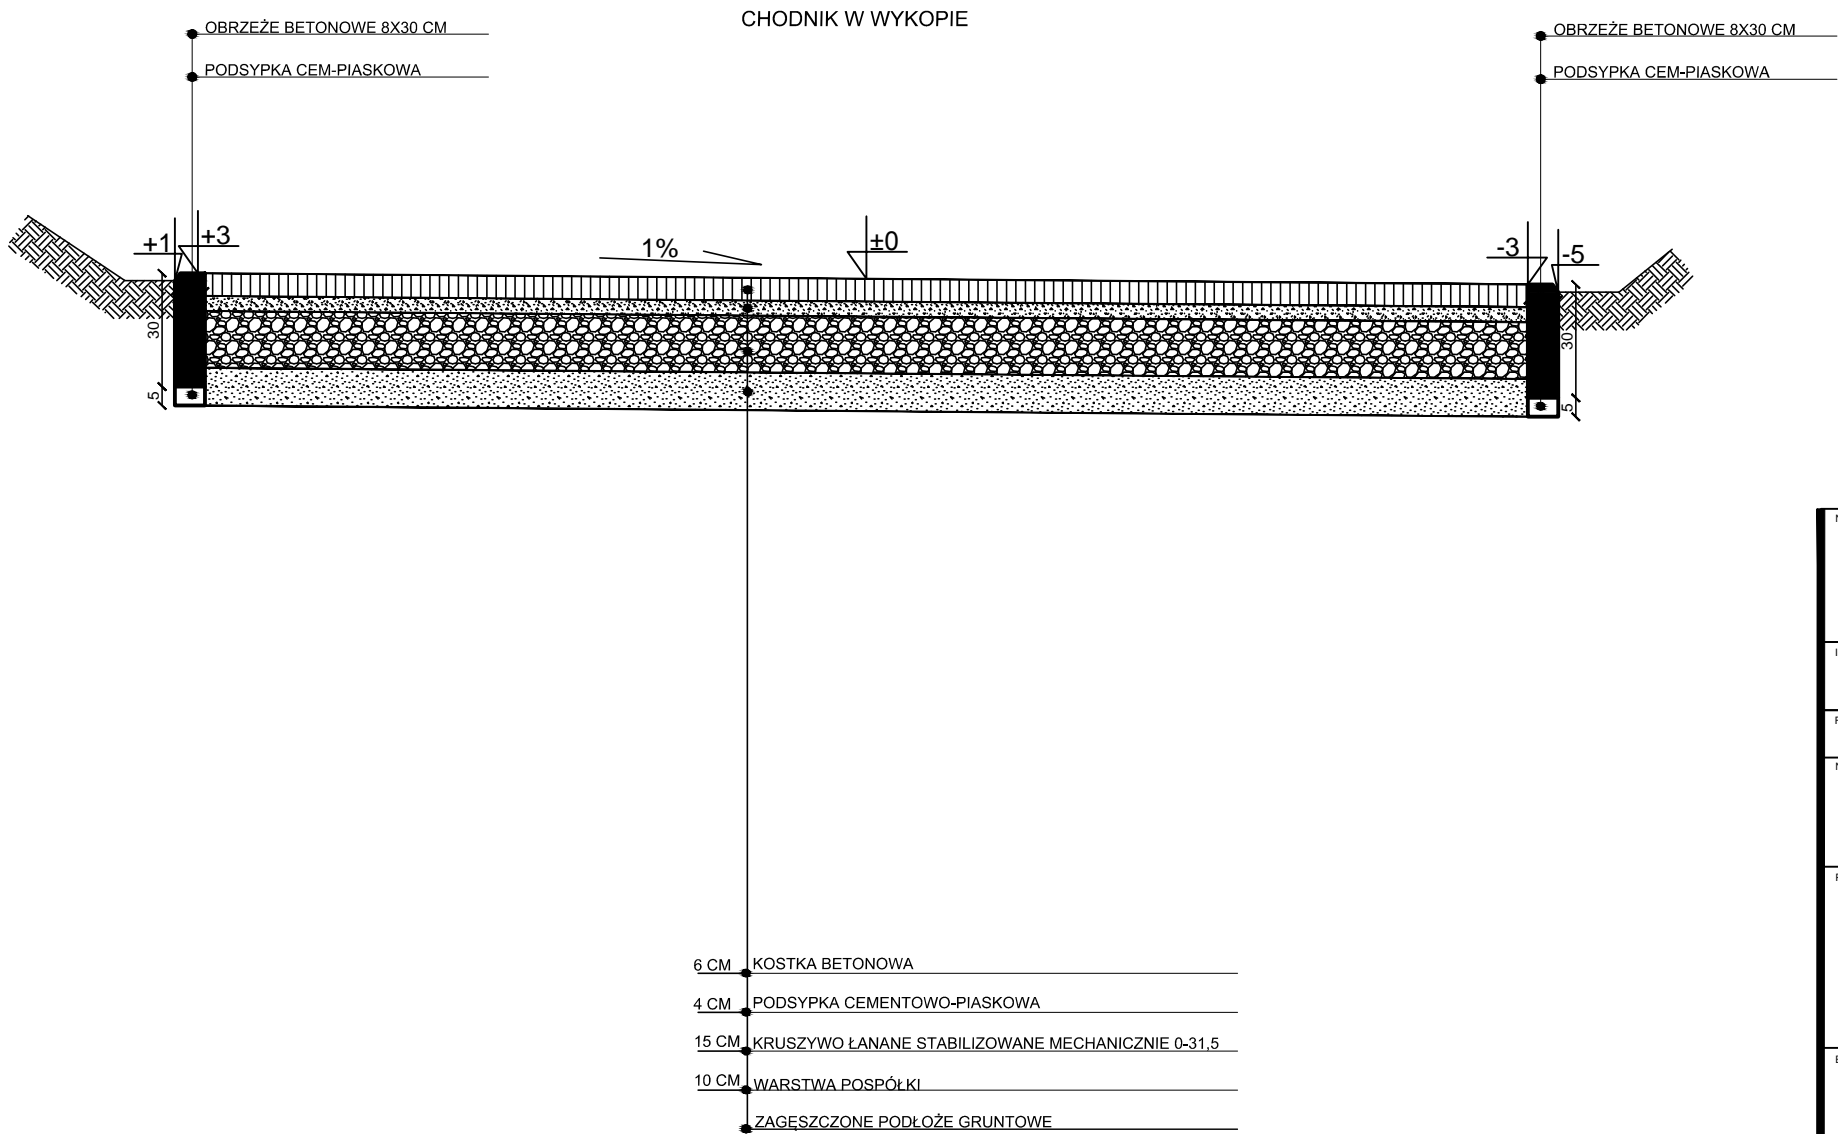 CHODNIK W WYKOPIE
OBRZEŻE BETONOWE 8X30 CM
PODSYPKA CEM-PIASKOWA
OBRZEŻE BETONOWE 8X30 CM
PODSYPKA CEM-PIASKOWA
+1
+3
1%
±0
-3
-5
30
5
30
5
6 CM KOSTKA BETONOWA
4 CM PODSYPKA CEMENTOWO-PIASKOWA
15 CM KRUSZYWO ŁANANE STABILIZOWANE MECHANICZNIE 0-31,5
10 CM WARSTWA POSPÓŁKI
ZAGĘSZCZONE PODŁOŻE GRUNTOWE